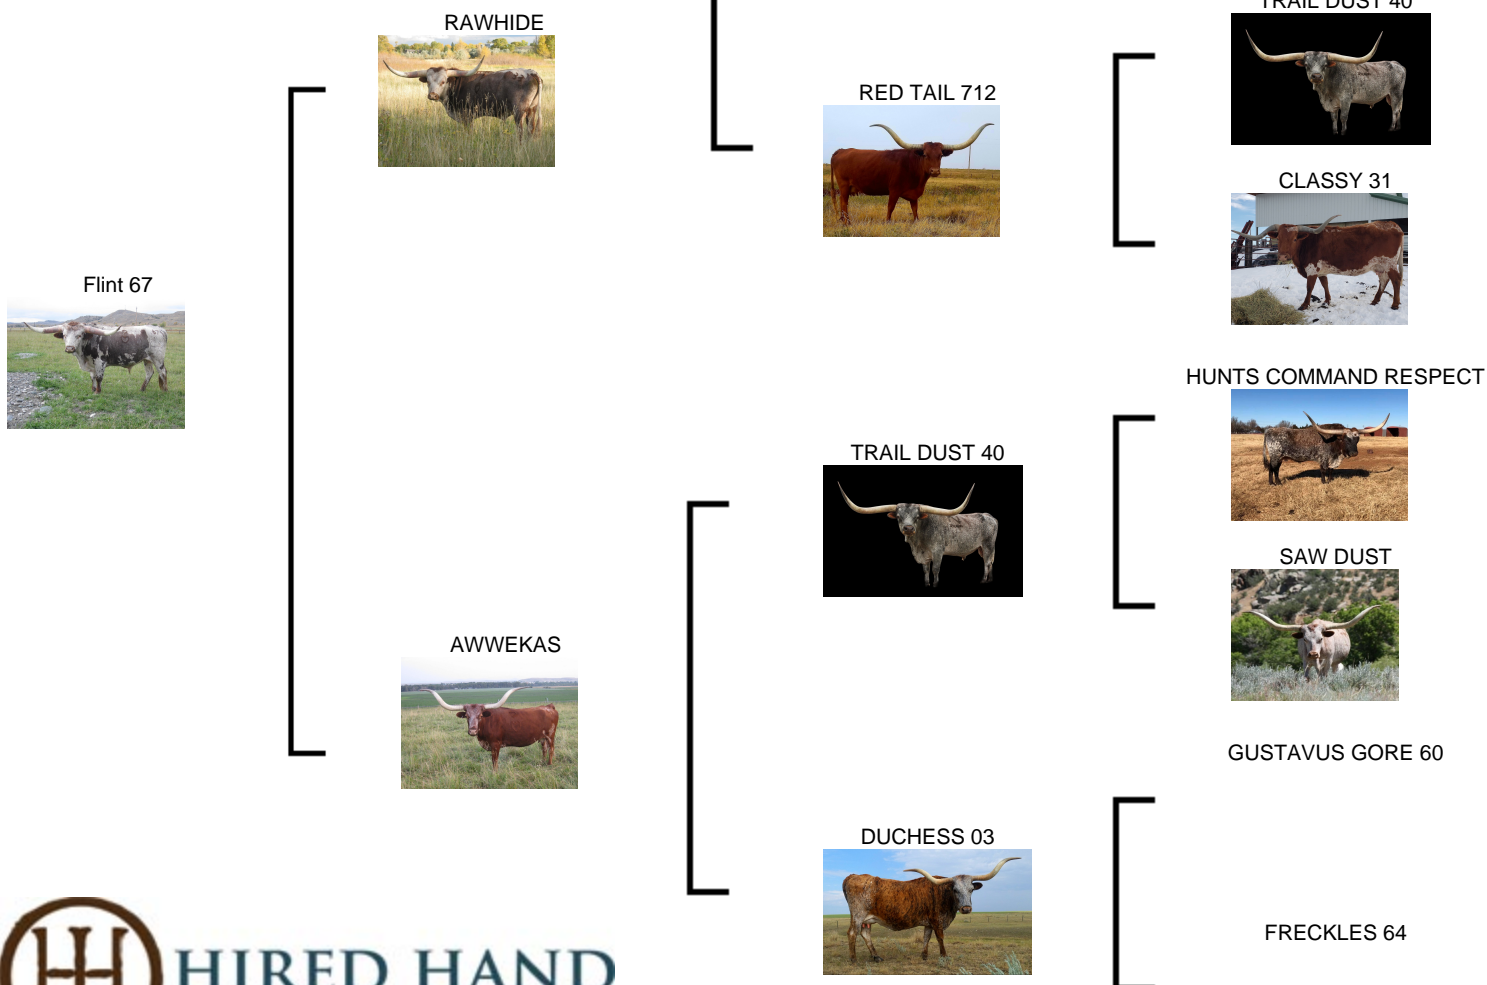 TRAIL DUST 40
RAWHIDE
RED TAIL 712
CLASSY 31
Flint 67
HUNTS COMMAND RESPECT
TRAIL DUST 40
SAW DUST
AWWEKAS
GUSTAVUS GORE 60
DUCHESS 03
FRECKLES 64
HIRED HAND